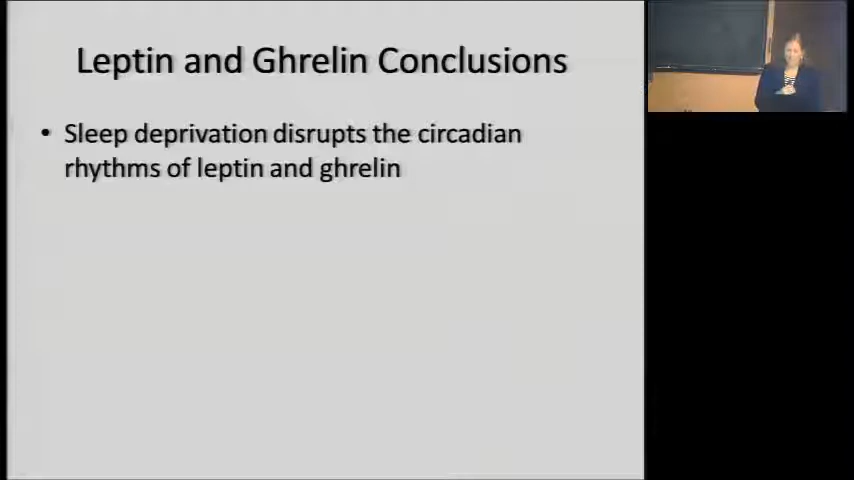 Leptin and Ghrelin Conclusions
• Sleep deprivation disrupts the circadian
rhythms of leptin and ghrelin